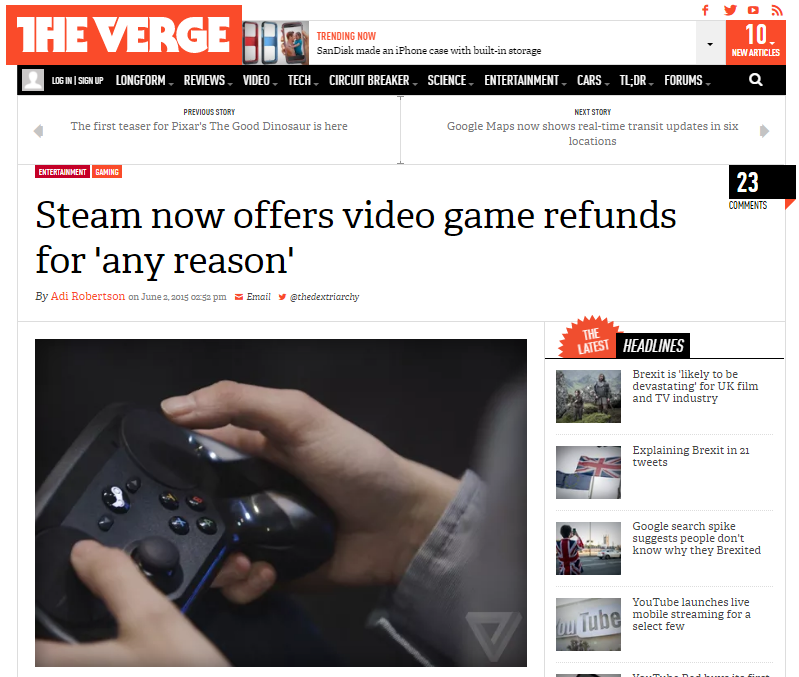 THE VERGE
TRENDING NOW
SanDisk made an iPhone case with built-in storage
10
NEW ARTICLES
LOG IN | SIGN UP LONGFORM REVIEWS VIDEO TECH CIRCUIT BREAKER SCIENCE ENTERTAINMENT CARS TL;DR FORUMS
PREVIOUS STORY
The first teaser for Pixar's The Good Dinosaur is here
NEXT STORY
Google Maps now shows real-time transit updates in six
locations
ENTERTAINMENT GAMING
23
COMMENTS
Steam now offers video game refunds
for 'any reason'
By Adi Robertson on June 2, 2015 02:52 pm Email @thedextriarchy
THE
LATEST
HEADLINES
Brexit is 'likely to be
devastating' for UK film
and TV industry
Explaining Brexit in 21
tweets
Google search spike
suggests people don't
know why they Brexited
YouTube launches live
mobile streaming for a
select few